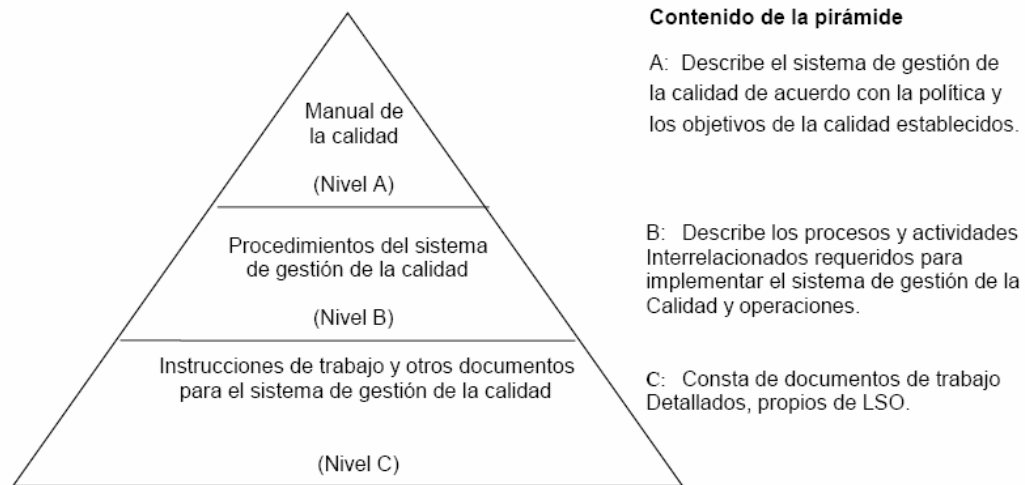 Manual de
la calidad
(Nivel A)
Procedimientos del sistema
de gestión de la calidad
(Nivel B)
Instrucciones de trabajo y otros documentos
para el sistema de gestión de la calidad
(Nivel C)
Contenido de la pirámide
A: Describe el sistema de gestión de
la calidad de acuerdo con la política y
los objetivos de la calidad establecidos.
B: Describe los procesos y actividades
Interrelacionados requeridos para
implementar el sistema de gestión de la
Calidad y operaciones.
C: Consta de documentos de trabajo
Detallados, propios de LSO.